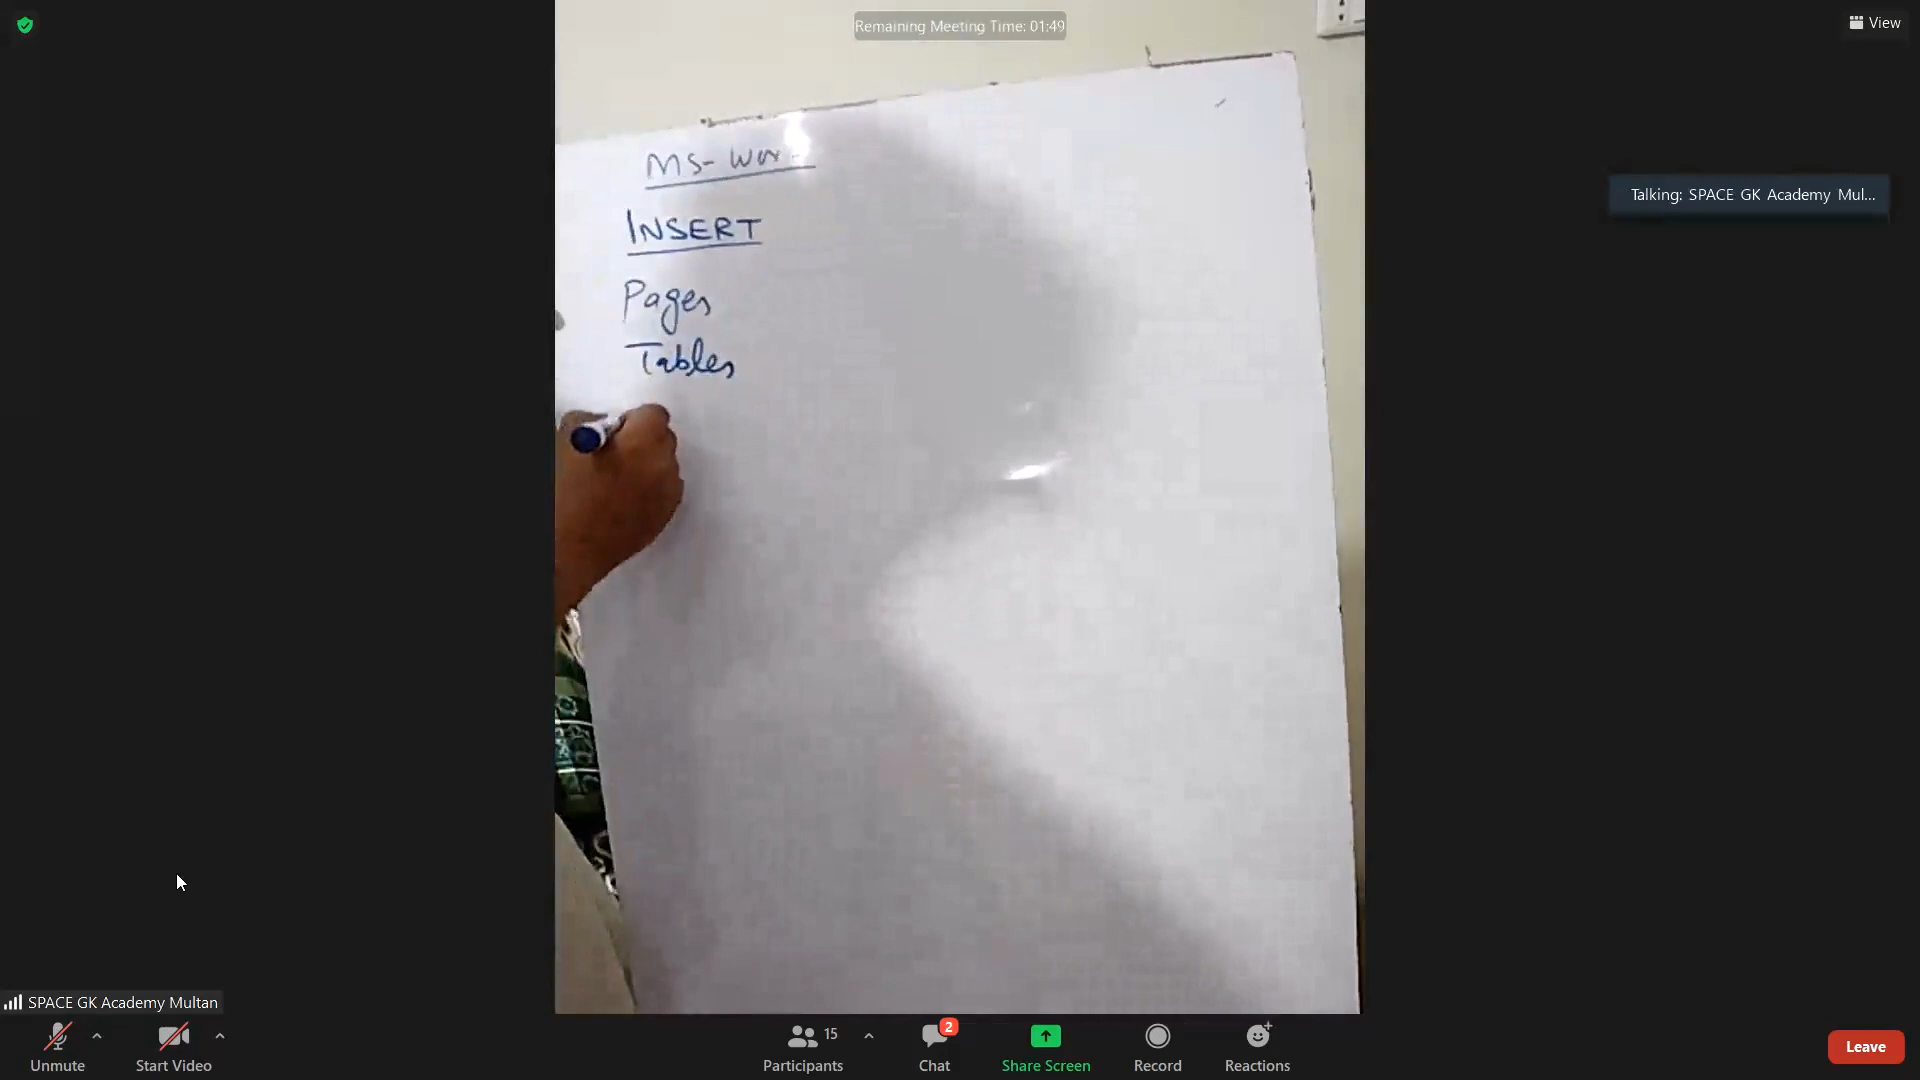 Remaining Meeting Time: 01:49
View
Talking: SPACE GK Academy Mul...
MS-
INSERT
Pages
Tables
SPACE GK Academy Multan
Unmute
Start Video
15
Participants
2
Chat
Share Screen
Record
Reactions
Leave